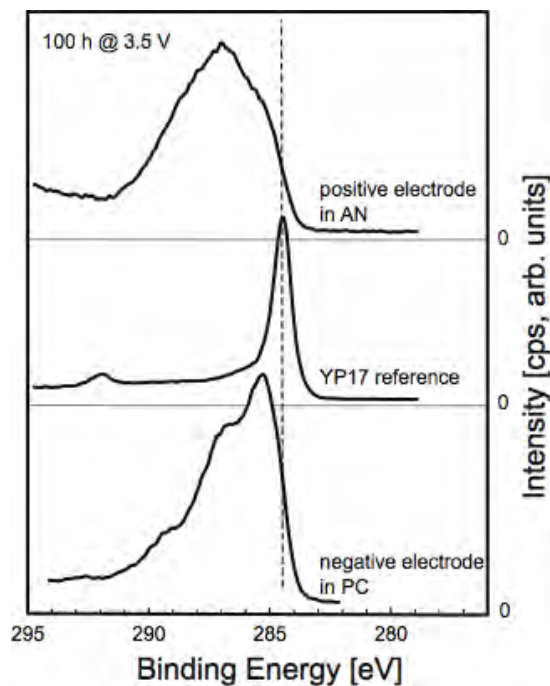 100 h @ 3.5 V
positive electrode
in AN
0
YP17 reference
0
negative electrode
in PC
0
295 290 285 280
Binding Energy [eV]
Intensity [cps, arb. units]